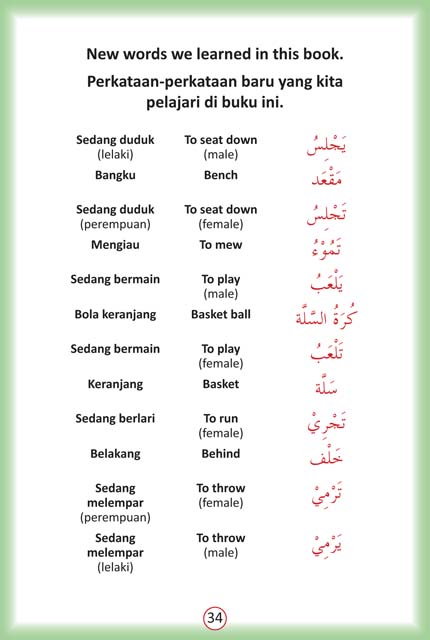 New words we learned in this book.
Perkataan-perkataan baru yang kita
pelajari di buku ini.
Sedang duduk To seat down يَجْلِسُ
(lelaki) (male)
Bangku Bench مَقْعَد
Sedang duduk To seat down تَجْلِسُ
(perempuan) (female)
Mengiau To mew تَمُوْءُ
Sedang bermain To play يَلْعَبُ
(male)
Bola keranjang Basket ball كُرَةُ السَّلَّة
Sedang bermain To play تَلْعَبُ
(female)
Keranjang Basket سَلَّة
Sedang berlari To run تَجْرِيْ
(female)
Belakang Behind خَلْف
Sedang To throw تَرْمِيْ
melempar (female)
(perempuan)
Sedang To throw يَرْمِيْ
melempar (male)
(lelaki)
34